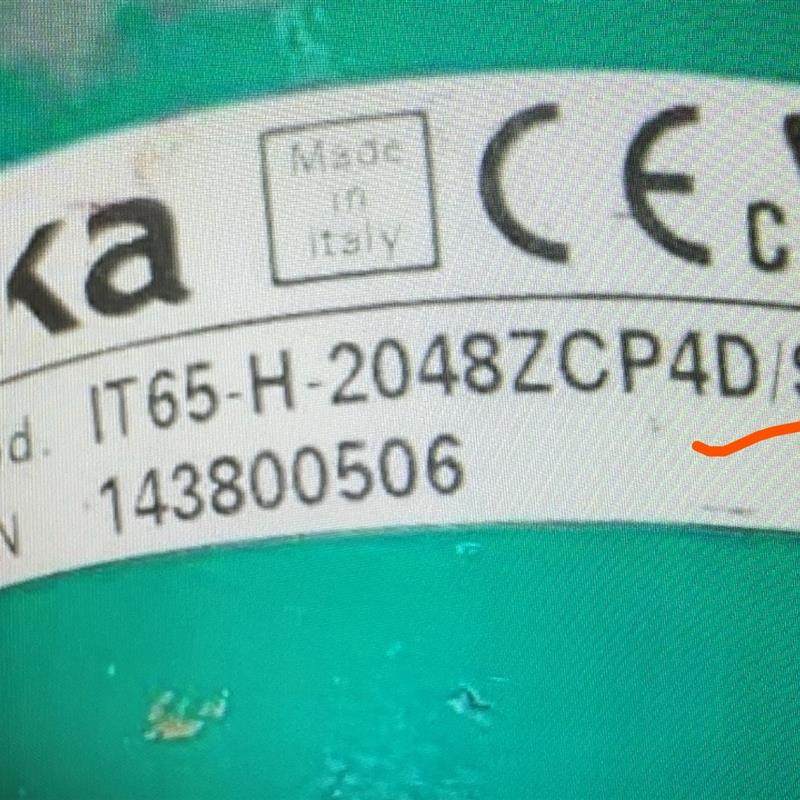 ka
Made
in
Italy
CE
c
d. IT65-H-2048ZCP4D/S
N 143800506